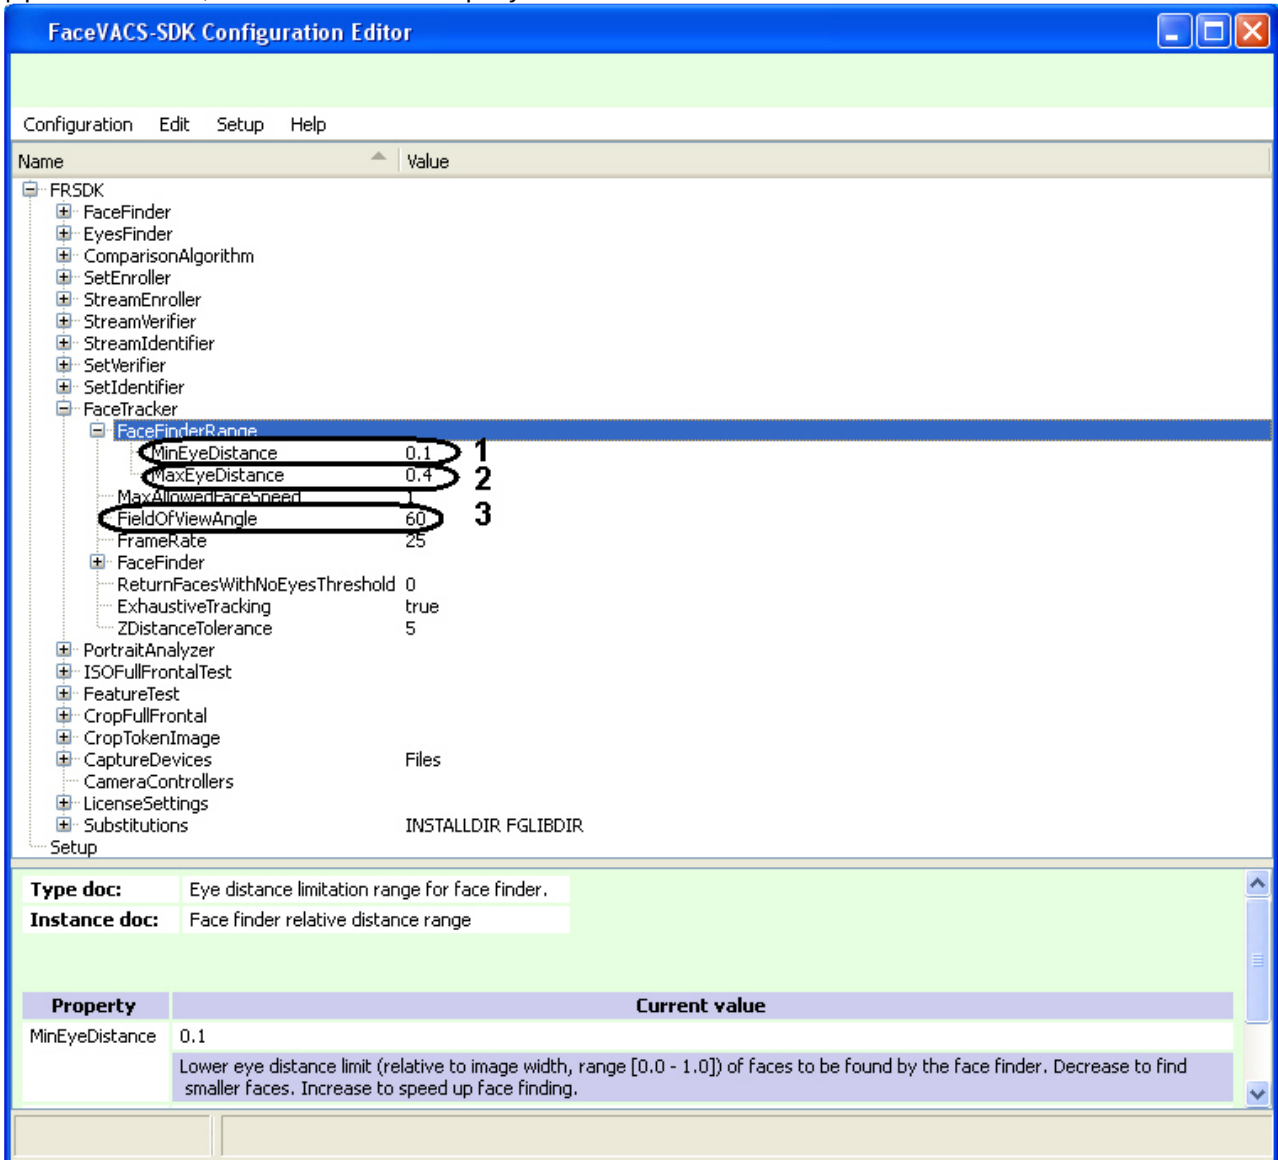 FaceVACS-SDK Configuration Editor
Configuration Edit Setup Help
Name Value
FRSDK
FaceFinder
EyesFinder
ComparisonAlgorithm
SetEnroller
StreamEnroller
StreamVerifier
StreamIdentifier
SetVerifier
SetIdentifier
FaceTracker
FaceFinderRange
MinEyeDistance 0.1 1
MaxEyeDistance 0.4 2
MaxAllowedFaceSpeed 1
FieldOfViewAngle 60 3
FrameRate 25
FaceFinder
ReturnFacesWithNoEyesThreshold 0
ExhaustiveTracking true
ZDistanceTolerance 5
PortraitAnalyzer
ISOFullFrontalTest
FeatureTest
CropFullFrontal
CropTokenImage
CaptureDevices Files
CameraControllers
LicenseSettings
Substitutions INSTALLDIR FGLIBDIR
Setup
Type doc: Eye distance limitation range for face finder.
Instance doc: Face finder relative distance range
Property Current value
MinEyeDistance 0.1
Lower eye distance limit (relative to image width, range [0.0 - 1.0]) of faces to be found by the face finder. Decrease to find
smaller faces. Increase to speed up face finding.